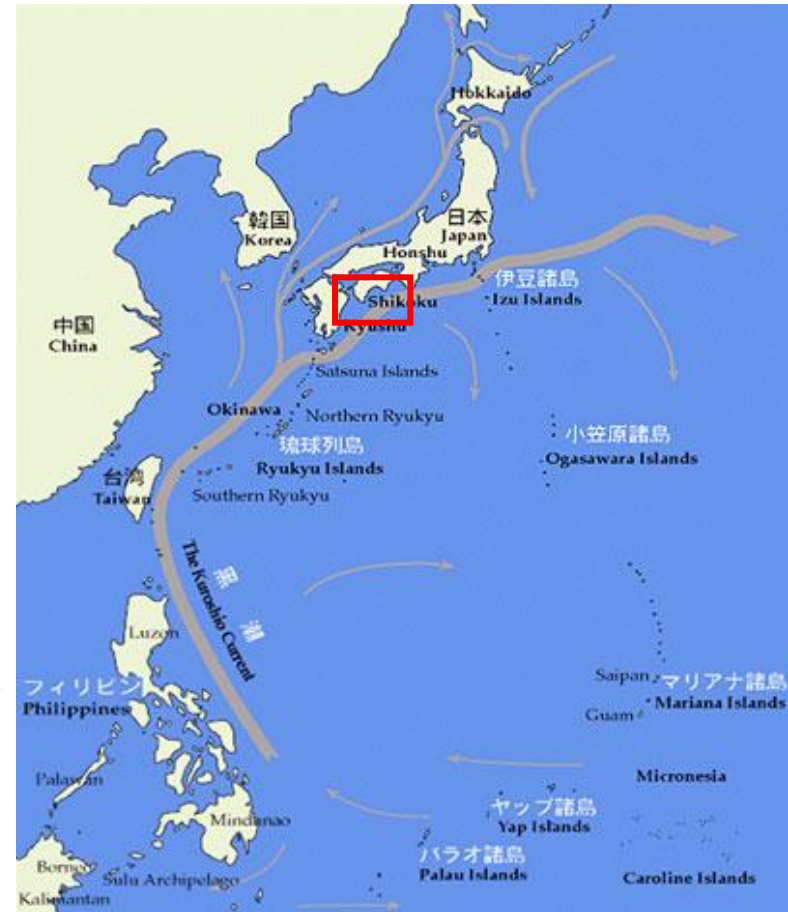 Hokkaido
韓国
Korea
日本
Japan
Honshu
伊豆諸島
Izu Islands
Shikoku
Kyushu
中国
China
Satsuna Islands
Okinawa
Northern Ryukyu
琉球列島
Ryukyu Islands
小笠原諸島
Ogasawara Islands
台湾
Taiwan
Southern Ryukyu
黒潮
The Kuroshio Current
Luzon
フィリピン
Philippines
Saipan
マリアナ諸島
Mariana Islands
Guam
Palawan
Micronesia
ヤップ諸島
Yap Islands
Mindanao
パラオ諸島
Palau Islands
Borneo
Sulu Archipelago
Caroline Islands
Kalimantan